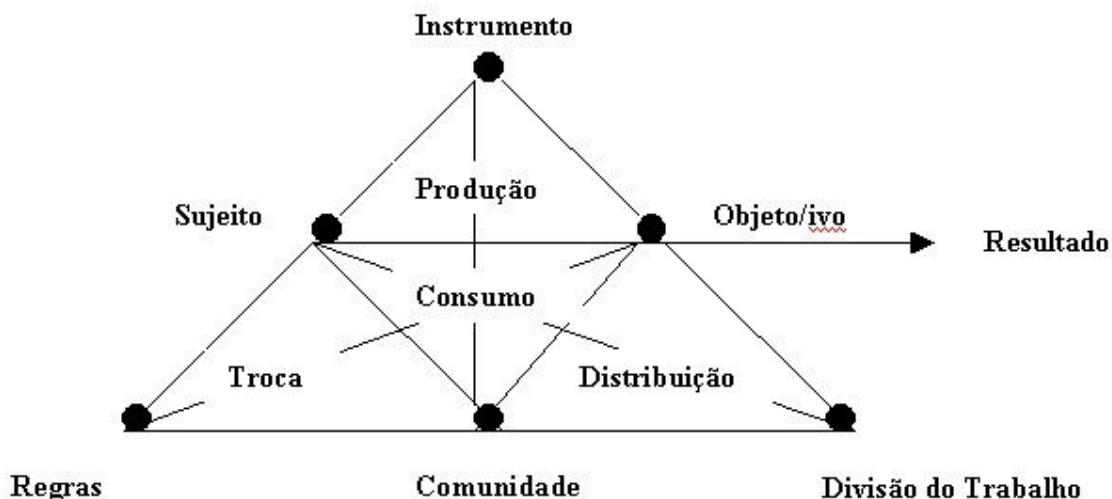 Instrumento
Produção
Sujeito
Objeto/ivo
Resultado
Consumo
Troca
Distribuição
Regras
Comunidade
Divisão do Trabalho